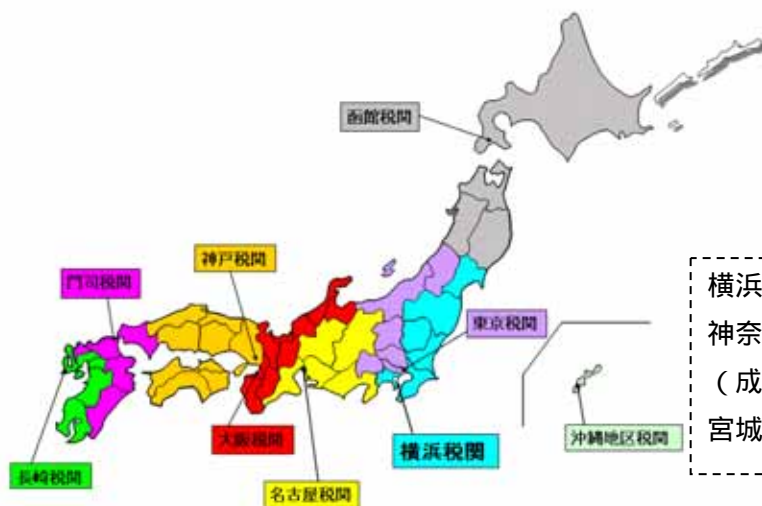 函館税関
神戸税関
門司税関
東京税関
大阪税関
横浜税関
沖縄地区税関
長崎税関
名古屋税関
横浜
神奈
（成
宮城